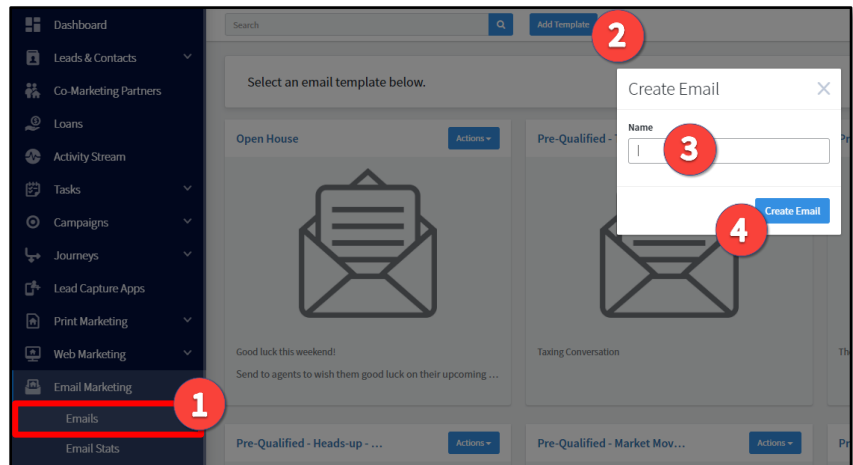 Dashboard
Leads & Contacts
Co-Marketing Partners
Loans
Activity Stream
Tasks
Campaigns
Journeys
Lead Capture Apps
Print Marketing
Web Marketing
Email Marketing
Emails
Email Stats
1
Search
Add Template
2
Select an email template below.
Open House
Actions
Good luck this weekend!
Send to agents to wish them good luck on their upcoming ...
Pre-Qualified - T
Taxing Conversation
Pr
Th
Create Email
Name
3
Create Email
4
Pre-Qualified - Heads-up - ...
Actions
Pre-Qualified - Market Mov...
Actions
Pr